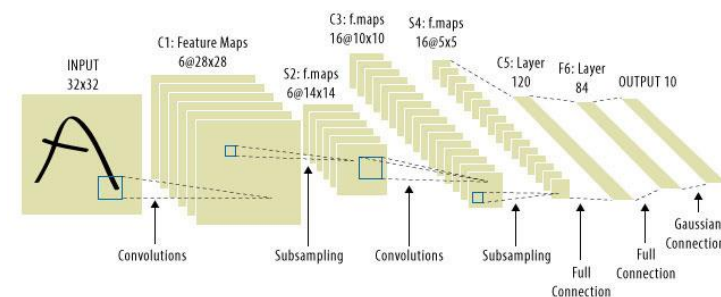 INPUT
32x32
C1: Feature Maps
6@28x28
S2: f.maps
6@14x14
C3: f.maps
16@10x10
S4: f.maps
16@5x5
C5: Layer
120
F6: Layer
84
OUTPUT 10
Convolutions
Subsampling
Convolutions
Subsampling
Full
Connection
Full
Connection
Gaussian
Connection